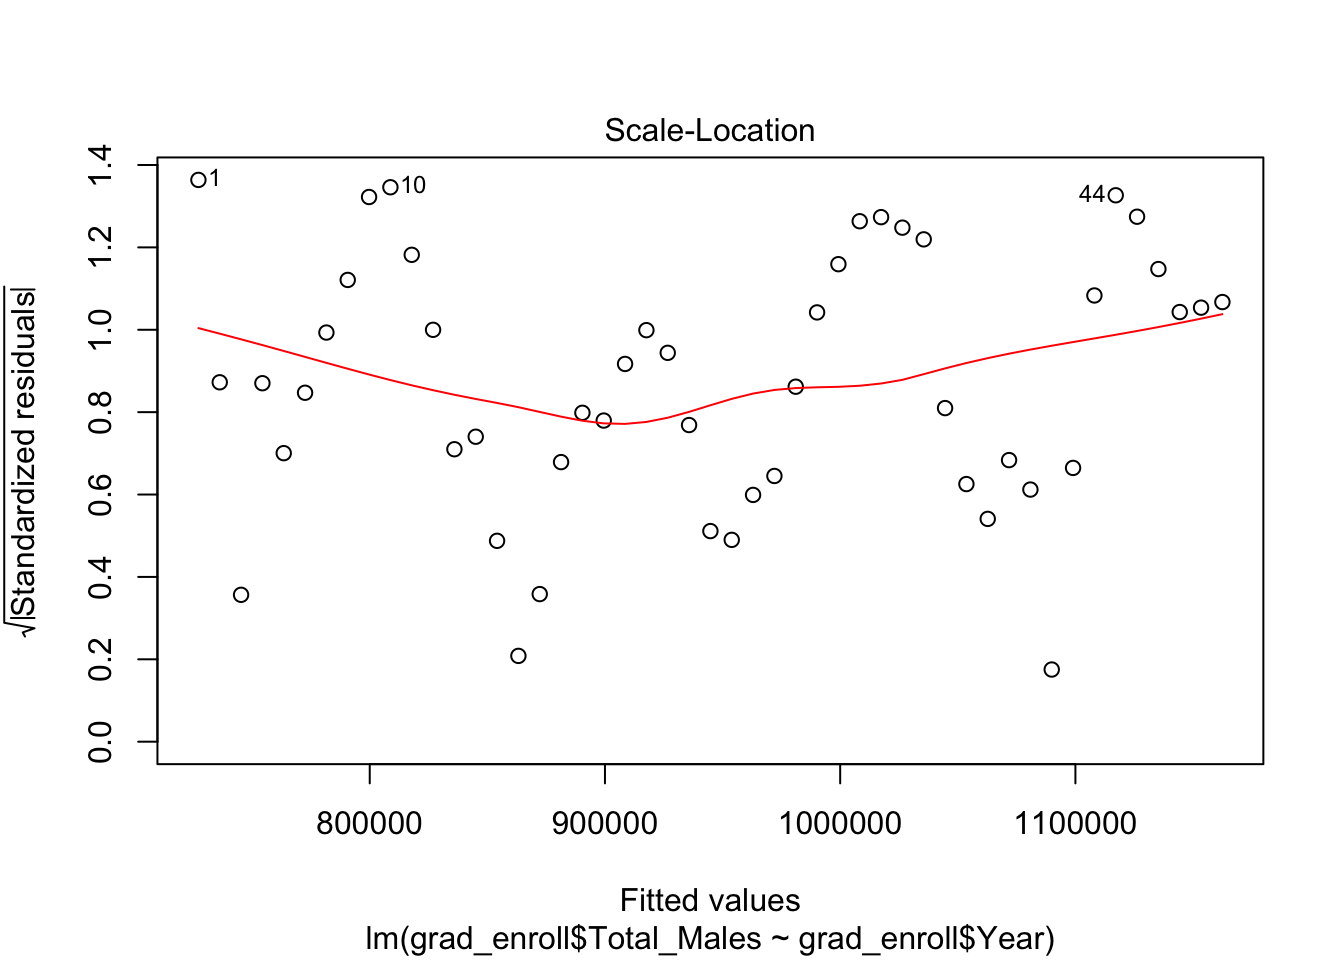 Scale-Location
√|Standardized residuals|
1.4
1.2
1.0
0.8
0.6
0.4
0.2
0.0
1
10
44
800000 900000 1000000 1100000
Fitted values
lm(grad_enroll$Total_Males ~ grad_enroll$Year)